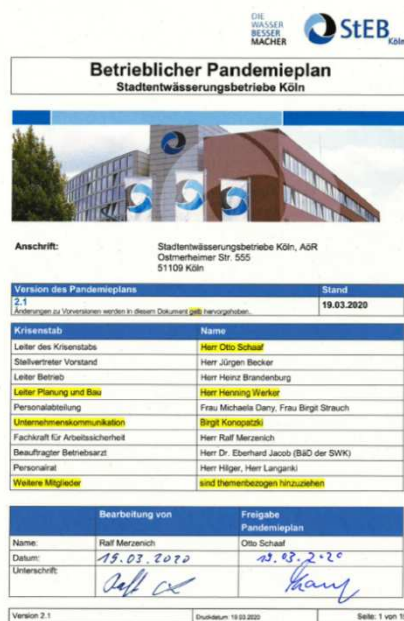 DIE
WASSER
BESSER
MACHER
StEB
Köln
Betrieblicher Pandemieplan
Stadtentwässerungsbetriebe Köln
Anschrift: Stadtentwässerungsbetriebe Köln, AöR
Ostmerheimer Str. 555
51109 Köln
Version des Pandemieplans Stand
2.1 19.03.2020
Änderungen zu Vorversionen werden in diesem Dokument gelb hervorgehoben.
Krisenstab Name
Leiter des Krisenstabs Herr Otto Schaaf
Stellvertreter Vorstand Herr Jürgen Becker
Leiter Betrieb Herr Heinz Brandenburg
Leiter Planung und Bau Herr Henning Werker
Personalabteilung Frau Michaela Dany, Frau Birgit Strauch
Unternehmenskommunikation Birgit Konopatzki
Fachkraft für Arbeitssicherheit Herr Ralf Merzenich
Beauftragter Betriebsarzt Herr Dr. Eberhard Jacob (BäD der SWK)
Personalrat Herr Hilger, Herr Langanki
Weitere Mitglieder sind themenbezogen hinzuziehen
Bearbeitung von Freigabe
Pandemieplan
Name: Ralf Merzenich Otto Schaaf
Datum: 19.03.2020 19.03.2020
Unterschrift:
Version 2.1 Druckdatum 19.03.2020 Seite: 1 von